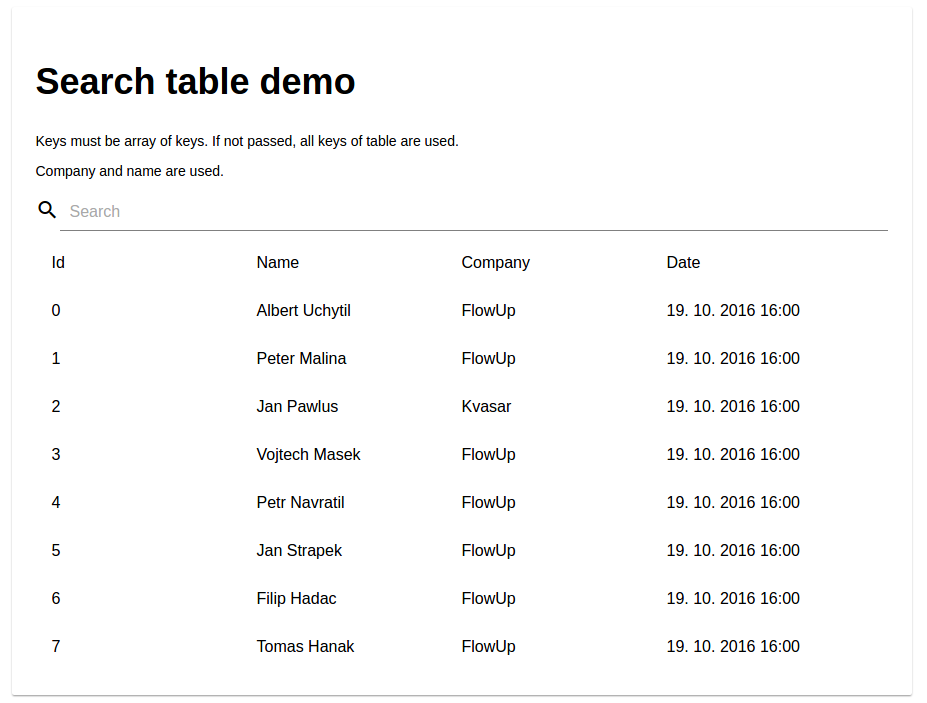 Search table demo
Keys must be array of keys. If not passed, all keys of table are used.
Company and name are used.
Search
Id Name Company Date
0 Albert Uchytil FlowUp 19. 10. 2016 16:00
1 Peter Malina FlowUp 19. 10. 2016 16:00
2 Jan Pawlus Kvasar 19. 10. 2016 16:00
3 Vojtech Masek FlowUp 19. 10. 2016 16:00
4 Petr Navratil FlowUp 19. 10. 2016 16:00
5 Jan Strapek FlowUp 19. 10. 2016 16:00
6 Filip Hadac FlowUp 19. 10. 2016 16:00
7 Tomas Hanak FlowUp 19. 10. 2016 16:00